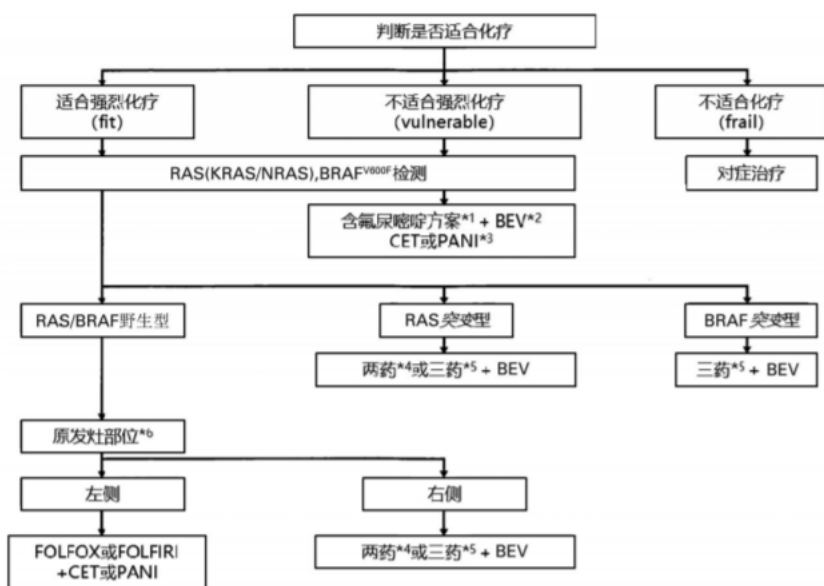 判断是否适合化疗
适合强烈化疗
(fit)
不适合强烈化疗
(vulnerable)
不适合化疗
(frail)
RAS(KRAS/NRAS),BRAFV600F检测
对症治疗
含氟尿嘧啶方案*1 + BEV*2
CET或PANI*3
RAS/BRAF野生型
RAS突变型
BRAF突变型
两药*4或三药*5 + BEV
三药*5 + BEV
原发灶部位*6
左侧
右侧
FOLFOX或FOLFIRI
+CET或PANI
两药*4或三药*5 + BEV